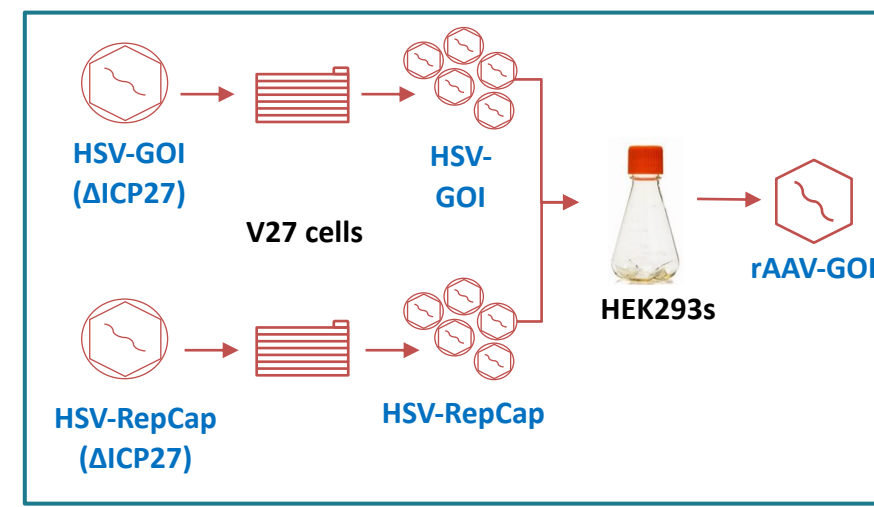 HSV-GOI
(ΔICP27)
HSV-
GOI
V27 cells
HEK293s
rAAV-GOI
HSV-RepCap
(ΔICP27)
HSV-RepCap